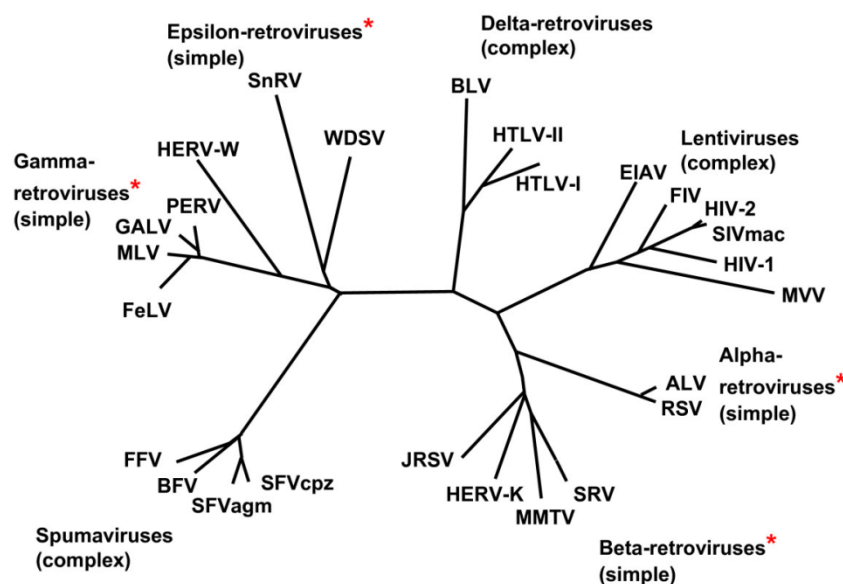 Epsilon-retroviruses*
(simple)
SnRV
WDSV
Delta-retroviruses
(complex)
BLV
HTLV-II
HTLV-I
Lentiviruses
(complex)
EIAV
FIV
HIV-2
SIVmac
HIV-1
MVV
Gamma-
retroviruses*
(simple)
HERV-W
PERV
GALV
MLV
FeLV
Alpha-
retroviruses*
(simple)
ALV
RSV
FFV
BFV
SFVagm
SFVcpz
Spumaviruses
(complex)
JRSV
HERV-K
MMTV
SRV
Beta-retroviruses*
(simple)